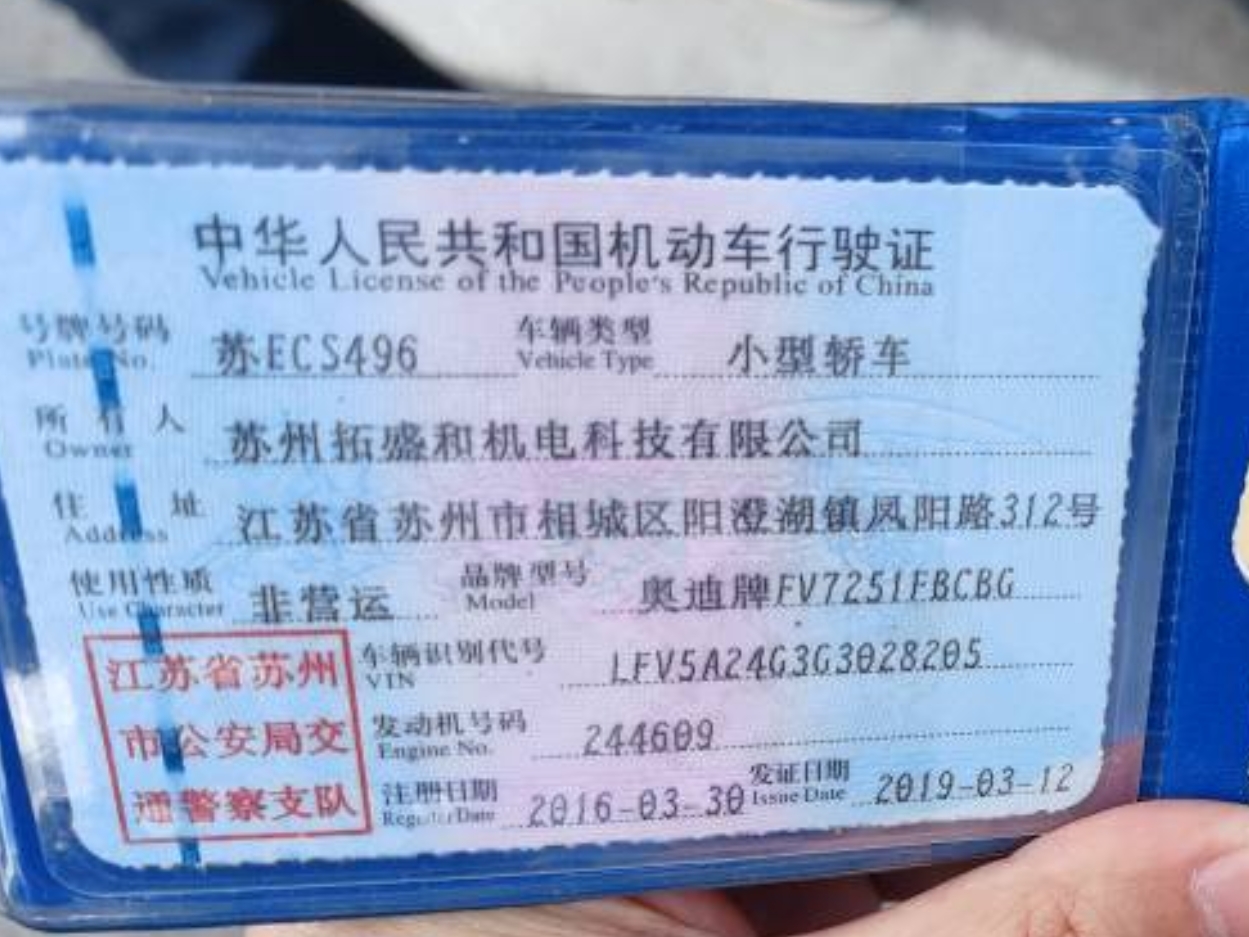 中华人民共和国机动车行驶证
Vehicle License of the People's Republic of China
号牌号码 苏ECS496 车辆类型 小型轿车
Plate No. Vehicle Type
所有人 苏州拓盛和机电科技有限公司
Owner
住址 江苏省苏州市相城区阳澄湖镇凤阳路312号
Address
使用性质 非营运 品牌型号 奥迪牌FV7251FBCBG
Use Character Model
江苏省苏州
市公安局交
通警察支队
车辆识别代号 LFV5A24G3G3028205
VIN
发动机号码 244609
Engine No.
注册日期 2016-03-30 发证日期 2019-03-12
Register Date Issue Date